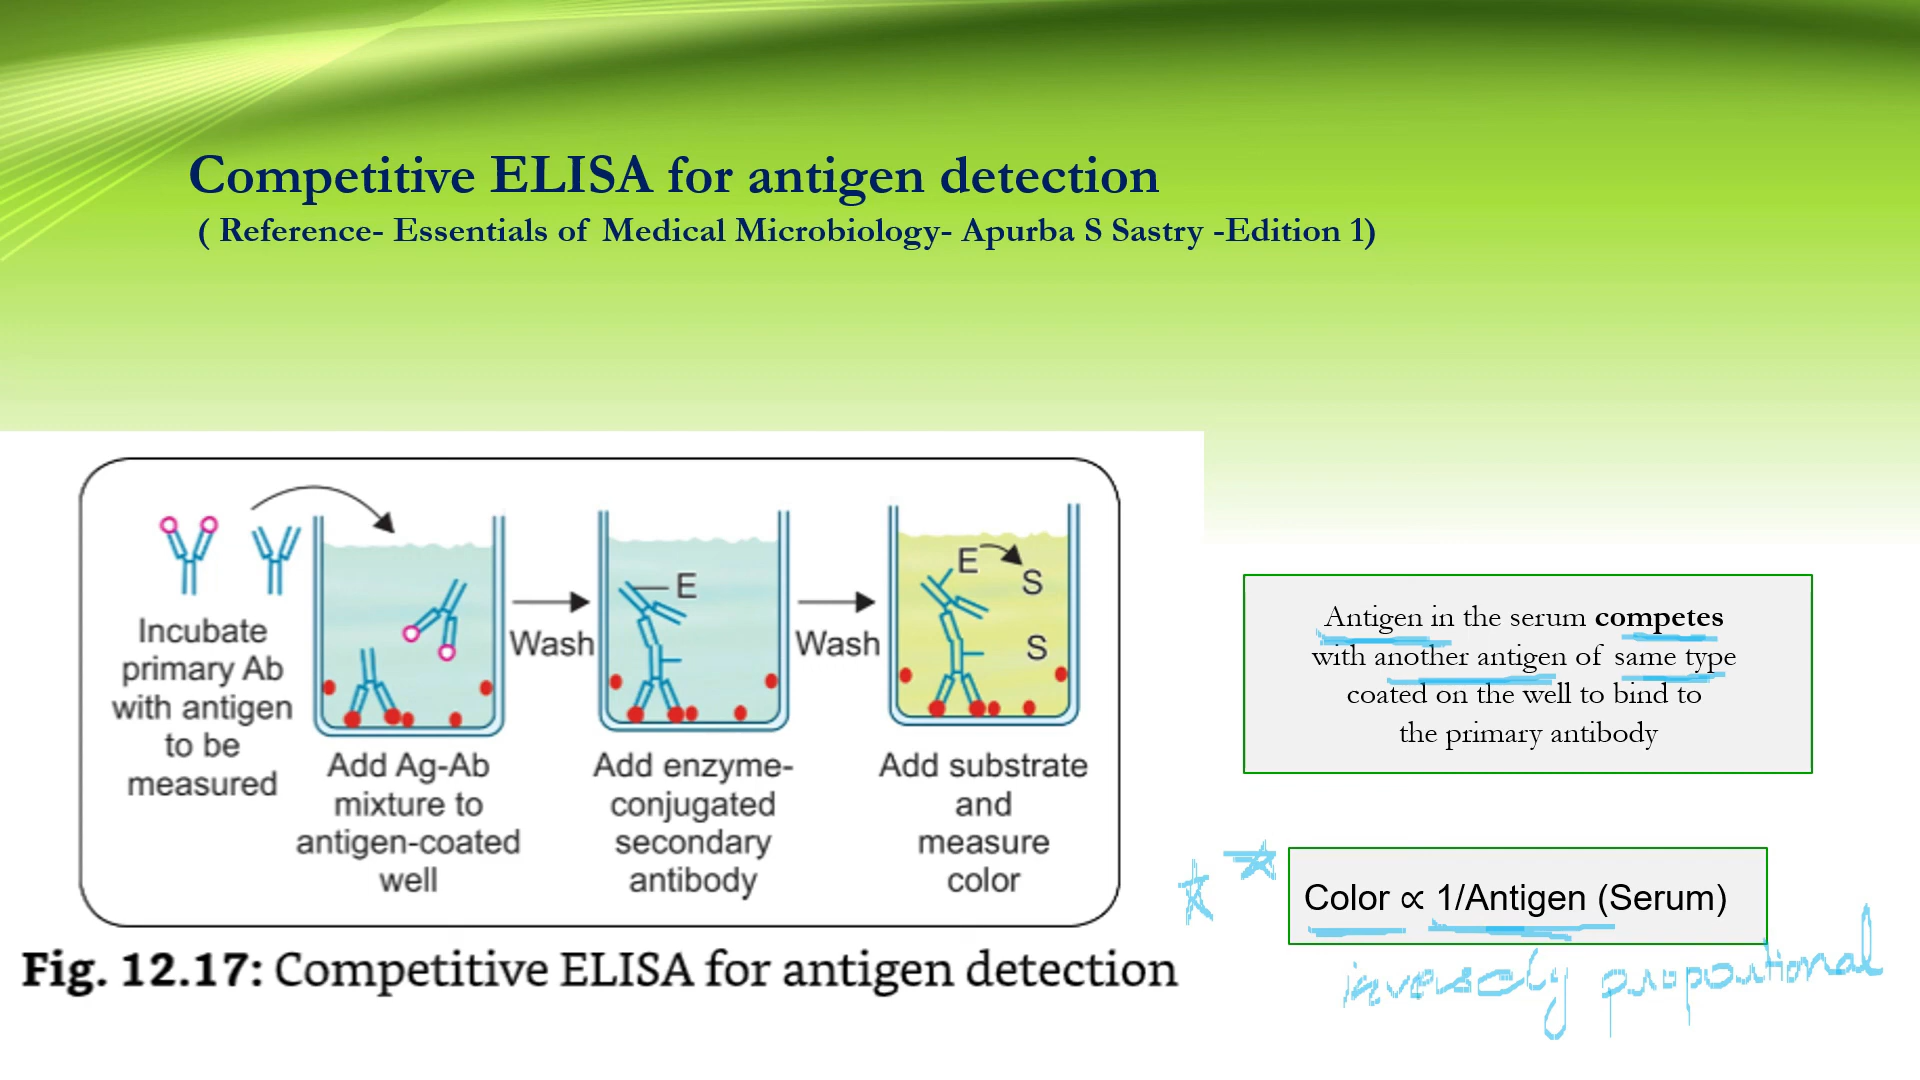 Competitive ELISA for antigen detection
( Reference- Essentials of Medical Microbiology- Apurba S Sastry -Edition 1)
Incubate
primary Ab
with antigen
to be
measured
Add Ag-Ab
mixture to
antigen-coated
well
Wash
E
Add enzyme-
conjugated
secondary
antibody
Wash
E
S
S
Add substrate
and
measure
color
Fig. 12.17: Competitive ELISA for antigen detection
Antigen in the serum competes
with another antigen of same type
coated on the well to bind to
the primary antibody
Color ∝ 1/Antigen (Serum)
inversely proportional